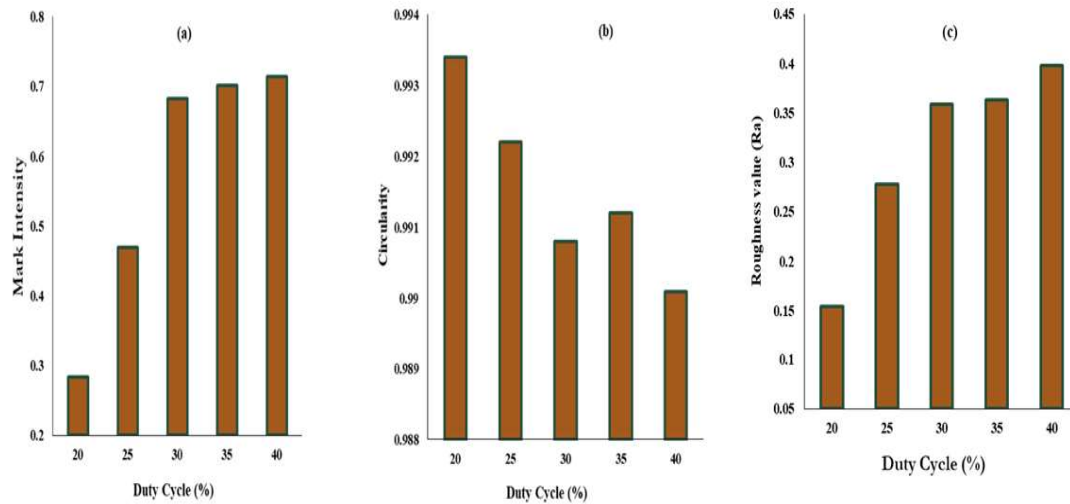 (a)
0.8
0.7
0.6
0.5
0.4
0.3
0.2
Mark Intensity
20 25 30 35 40
Duty Cycle (%)
(b)
0.994
0.993
0.992
0.991
0.99
0.989
0.988
Circularity
20 25 30 35 40
Duty Cycle (%)
(c)
0.45
0.4
0.35
0.3
0.25
0.2
0.15
0.1
0.05
Roughness value (Ra)
20 25 30 35 40
Duty Cycle (%)